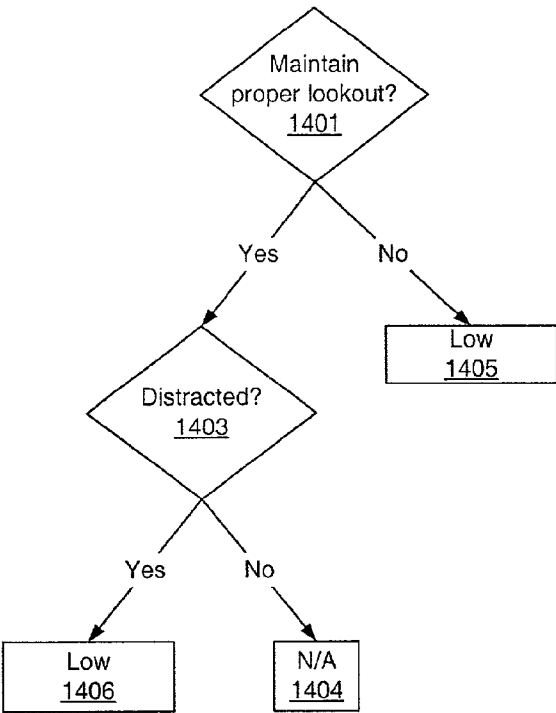 Maintain
proper lookout?
1401
Yes
No
Low
1405
Distracted?
1403
Yes
No
Low
1406
N/A
1404